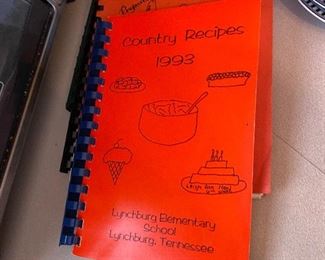 Country Recipes
1993
Lynchburg Elementary
School
Lynchburg, Tennessee